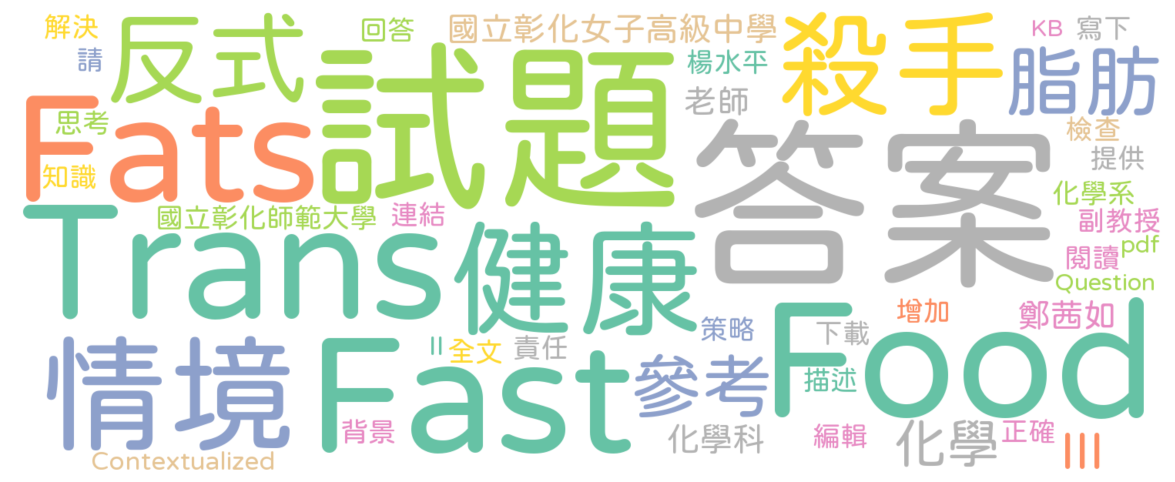 解決
反式
回答
國立彰化女子高級中學
殺手
KB
寫下
請
試題
楊水平
脂肪
Fats
思考
老師
答案
檢查
提供
知識
化學系
Trans
國立彰化師範大學
連結
健康
副教授
pdf
閱讀
Question
情境
Fast
策略
Food
增加
鄭茜如
下載
II
全文
責任
參考
描述
背景
化學科
編輯
化學
正確
III
Contextualized